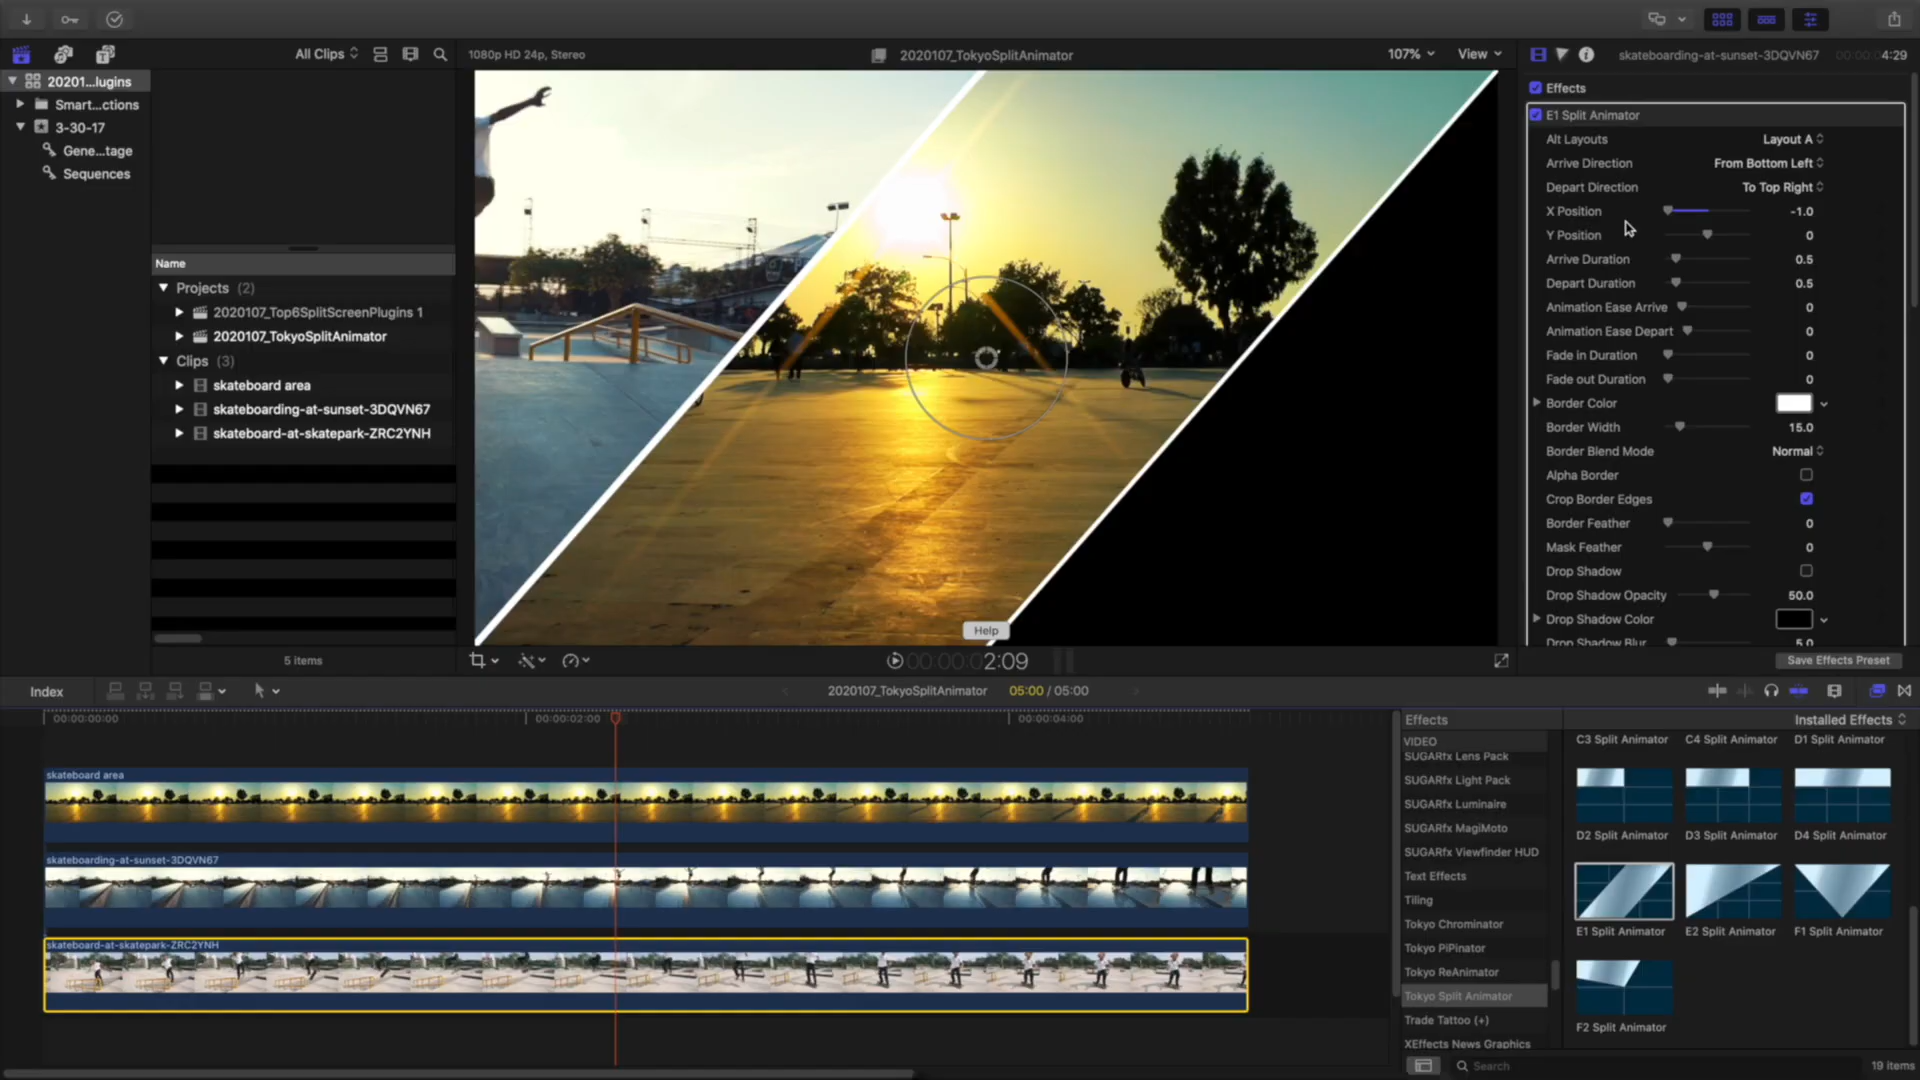 All Clips
1080p HD 24p, Stereo
2020107_TokyoSplitAnimator
107%
View
skateboarding-at-sunset-3DQVN67
00:00:04:29
20201...lugins
Smart...ctions
3-30-17
Gene...tage
Sequences
Name
Projects (2)
2020107_Top6SplitScreenPlugins 1
2020107_TokyoSplitAnimator
Clips (3)
skateboard area
skateboarding-at-sunset-3DQVN67
skateboard-at-skatepark-ZRC2YNH
5 items
Help
00:00:02:09
Effects
E1 Split Animator
Alt Layouts Layout A
Arrive Direction From Bottom Left
Depart Direction To Top Right
X Position -1.0
Y Position 0
Arrive Duration 0.5
Depart Duration 0.5
Animation Ease Arrive 0
Animation Ease Depart 0
Fade in Duration 0
Fade out Duration 0
Border Color
Border Width 15.0
Border Blend Mode Normal
Alpha Border
Crop Border Edges
Border Feather 0
Mask Feather 0
Drop Shadow
Drop Shadow Opacity 50.0
Drop Shadow Color
Drop Shadow Blur 5.0
Save Effects Preset
Index
2020107_TokyoSplitAnimator
05:00 / 05:00
00:00:00:00
00:00:02:00
00:00:04:00
skateboard area
skateboarding-at-sunset-3DQVN67
skateboard-at-skatepark-ZRC2YNH
Effects
Installed Effects
VIDEO
SUGARfx Lens Pack
SUGARfx Light Pack
SUGARfx Luminaire
SUGARfx MagiMoto
SUGARfx Viewfinder HUD
Text Effects
Tiling
Tokyo Chrominator
Tokyo PiPinator
Tokyo ReAnimator
Tokyo Split Animator
Trade Tattoo (+)
XEffects News Graphics
C3 Split Animator
C4 Split Animator
D1 Split Animator
D2 Split Animator
D3 Split Animator
D4 Split Animator
E1 Split Animator
E2 Split Animator
F1 Split Animator
F2 Split Animator
Search
19 items